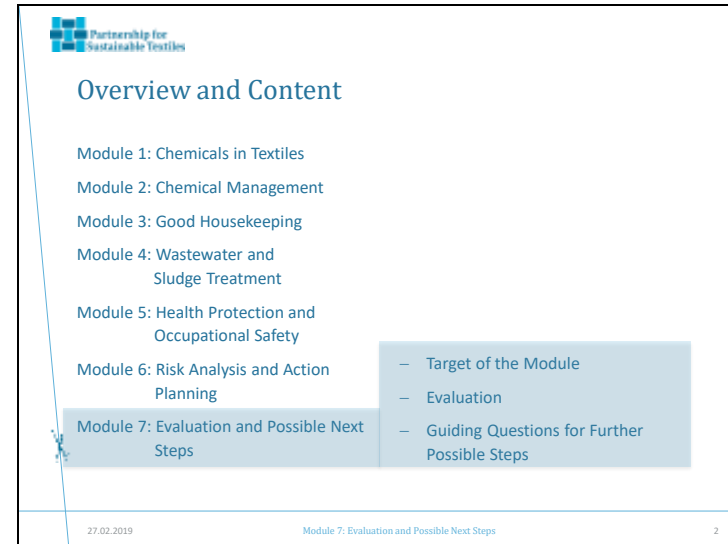 Partnership for
Sustainable Textiles
Overview and Content
Module 1: Chemicals in Textiles
Module 2: Chemical Management
Module 3: Good Housekeeping
Module 4: Wastewater and
Sludge Treatment
Module 5: Health Protection and
Occupational Safety
Module 6: Risk Analysis and Action
Planning
Module 7: Evaluation and Possible Next
Steps
– Target of the Module
– Evaluation
– Guiding Questions for Further
Possible Steps
27.02.2019
Module 7: Evaluation and Possible Next Steps
2